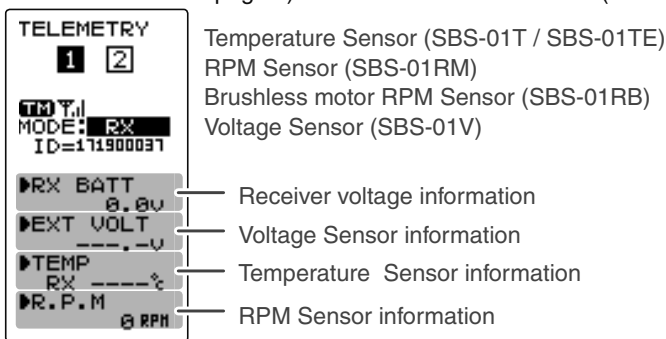 TELEMETRY
1 2
TM
MODE: RX
ID=171900037
▶RX BATT
0.0V
▶EXT VOLT
---.-V
▶TEMP
RX ----℃
▶R.P.M
0 RPM
Temperature Sensor (SBS-01T / SBS-01TE)
RPM Sensor (SBS-01RM)
Brushless motor RPM Sensor (SBS-01RB)
Voltage Sensor (SBS-01V)
Receiver voltage information
Voltage Sensor information
Temperature Sensor information
RPM Sensor information